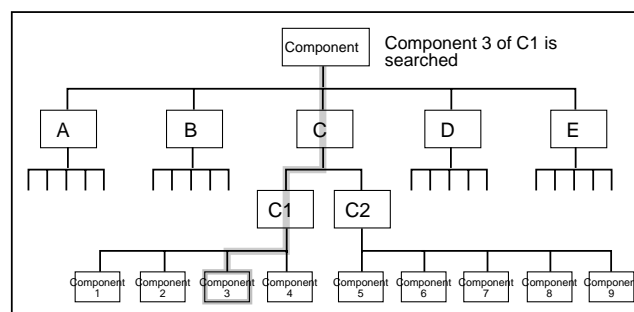 Component
Component 3 of C1 is
searched
A
B
C
D
E
C1
C2
Component
1
Component
2
Component
3
Component
4
Component
5
Component
6
Component
7
Component
8
Component
9